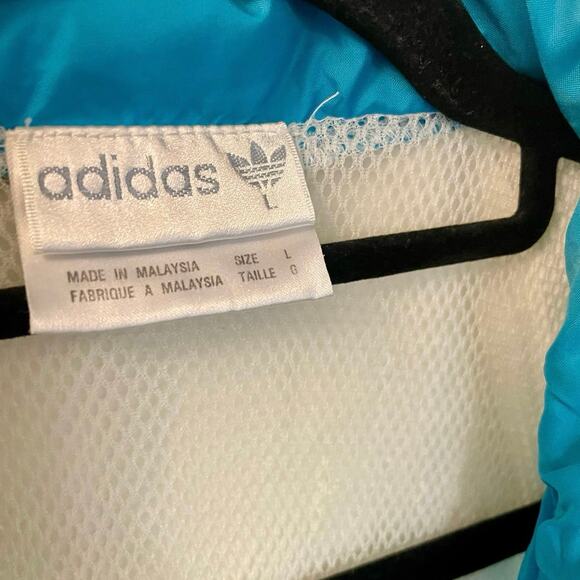 adidas
L
MADE IN MALAYSIA SIZE L
FABRIQUE A MALAYSIA TAILLE G